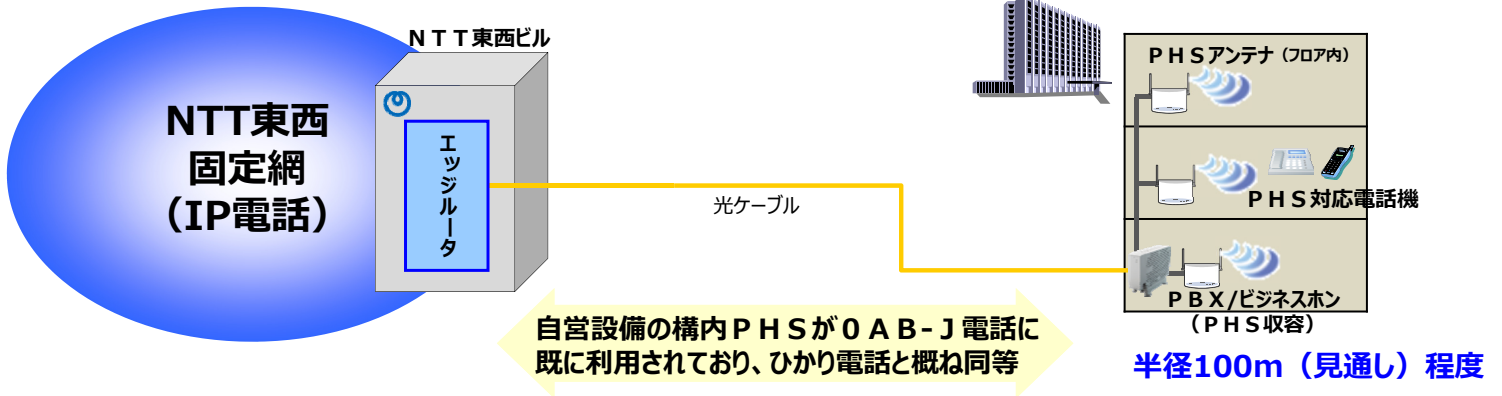 NTT東西ビル
NTT東西
固定網
(IP電話)
エッジルータ
光ケーブル
PHSアンテナ(フロア内)
PHS対応電話機
PBX/ビジネスホン
(PHS収容)
自営設備の構内PHSが0AB-J電話に
既に利用されており、ひかり電話と概ね同等
半径100m(見通し)程度